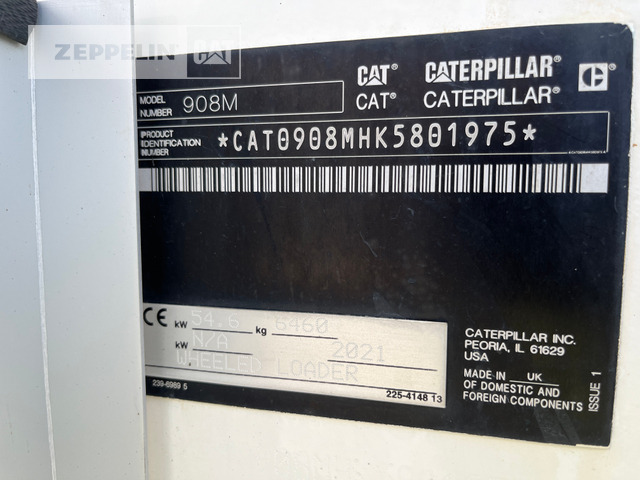 ZEPPELIN CAT
CAT® CATERPILLAR®
CAT® CATERPILLAR®
MODEL NUMBER 908M
PRODUCT IDENTIFICATION NUMBER *CAT0908MHK5801975*
CE kW 54.6 kg 6460
kW N/A 2021
WHEELED LOADER
239-6969 5
225-4148 13
CATERPILLAR INC.
PEORIA, IL 61629
USA
MADE IN UK
OF DOMESTIC AND
FOREIGN COMPONENTS
ISSUE 1